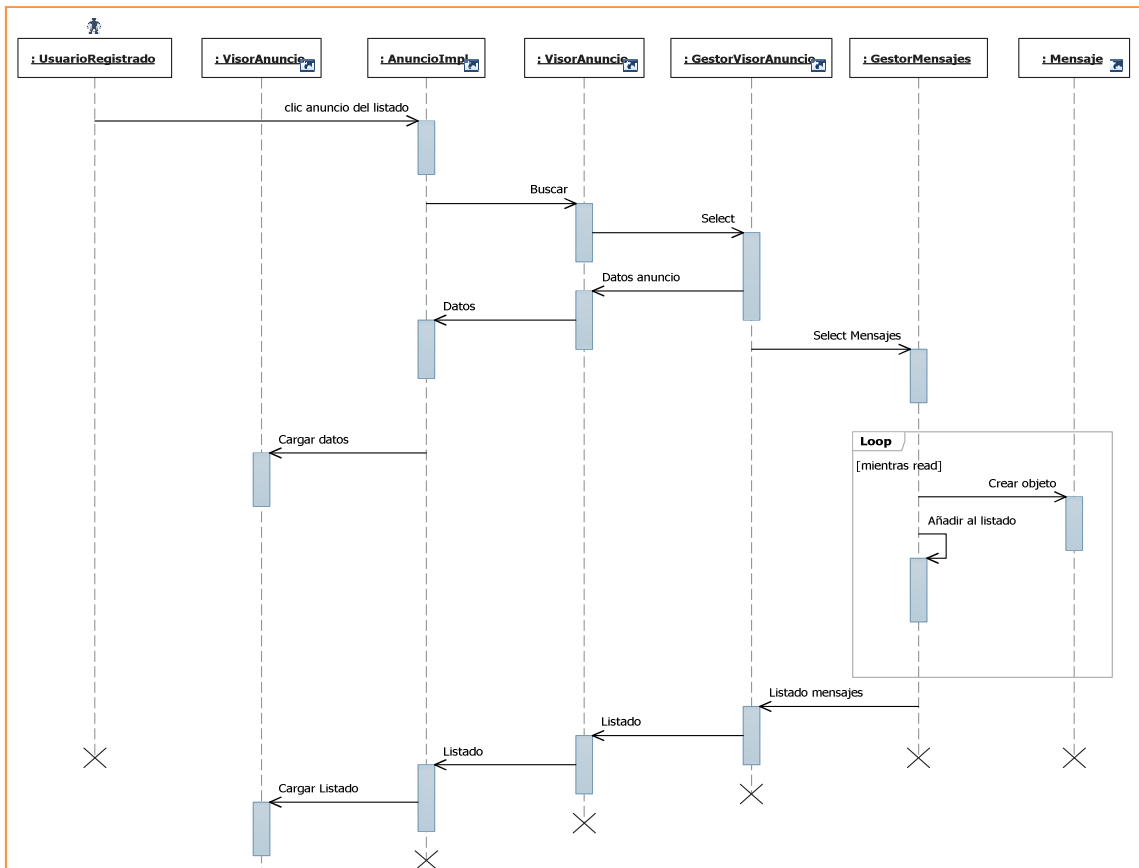 : UsuarioRegistrado
: VisorAnuncio
: AnuncioImpl
: VisorAnuncio
: GestorVisorAnuncio
: GestorMensajes
: Mensaje
clic anuncio del listado
Buscar
Select
Datos anuncio
Datos
Select Mensajes
Loop
[mientras read]
Cargar datos
Crear objeto
Añadir al listado
Listado mensajes
Listado
Listado
Cargar Listado